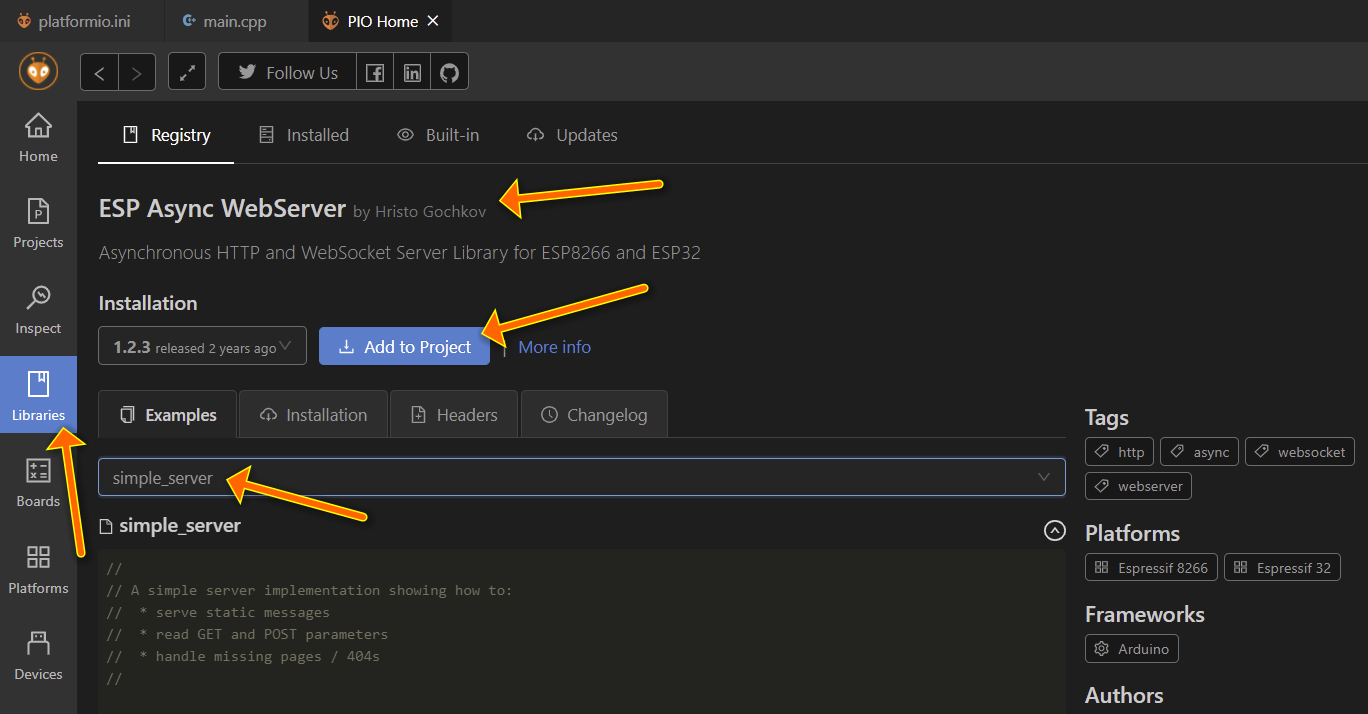 platformio.ini main.cpp PIO Home
Follow Us
Home
Projects
Inspect
Libraries
Boards
Platforms
Devices
Registry Installed Built-in Updates
ESP Async WebServer by Hristo Gochkov
Asynchronous HTTP and WebSocket Server Library for ESP8266 and ESP32
Installation
1.2.3 released 2 years ago Add to Project | More info
Examples Installation Headers Changelog
simple_server
simple_server
//
// A simple server implementation showing how to:
//  * serve static messages
//  * read GET and POST parameters
//  * handle missing pages / 404s
//
Tags
http async websocket
webserver
Platforms
Espressif 8266 Espressif 32
Frameworks
Arduino
Authors